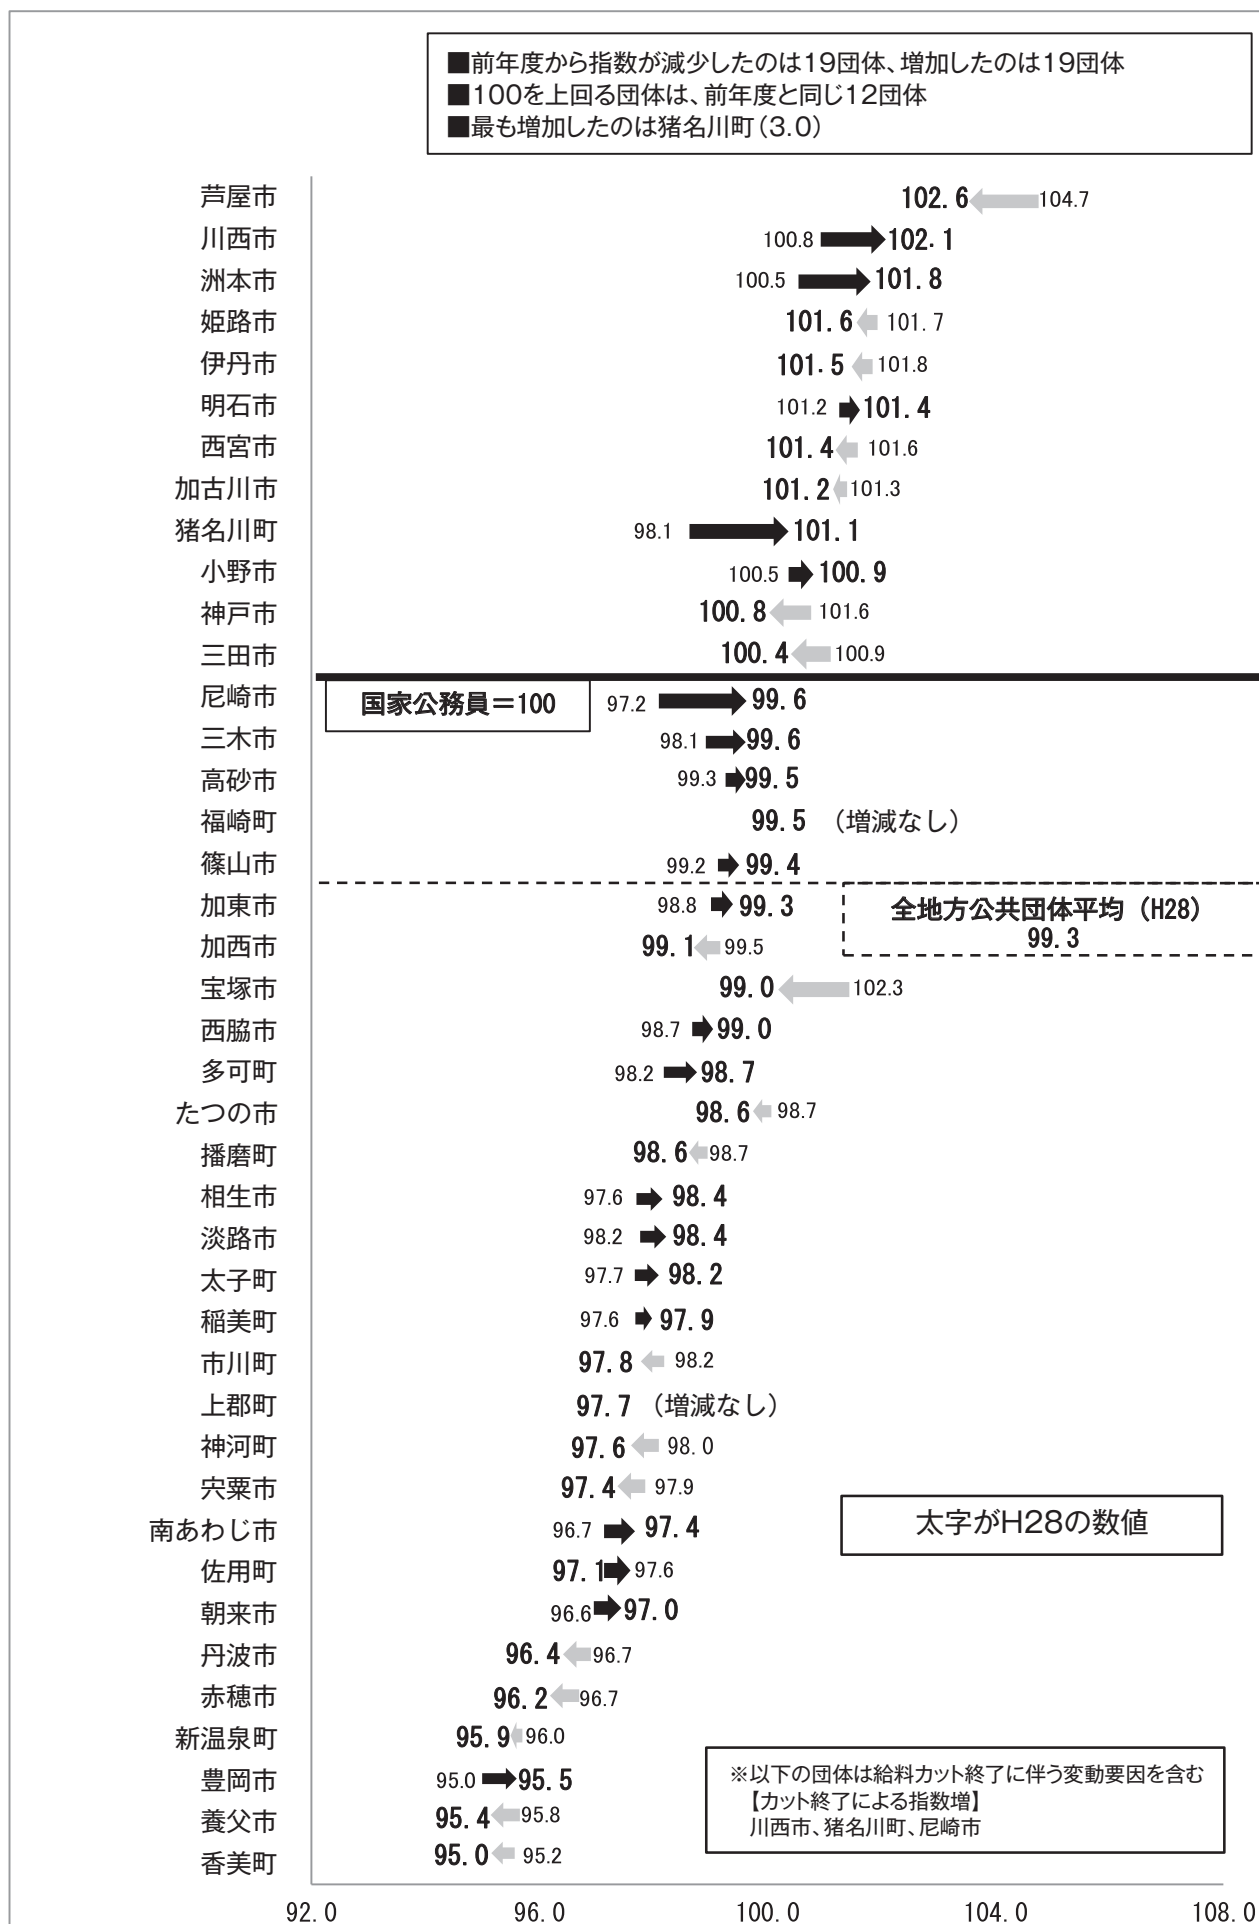 ■前年度から指数が減少したのは19団体、増加したのは19団体
■100を上回る団体は、前年度と同じ12団体
■最も増加したのは猪名川町(3.0)
芦屋市 102.6 104.7
川西市 100.8 102.1
洲本市 100.5 101.8
姫路市 101.6 101.7
伊丹市 101.5 101.8
明石市 101.2 101.4
西宮市 101.4 101.6
加古川市 101.2 101.3
猪名川町 98.1 101.1
小野市 100.5 100.9
神戸市 100.8 101.6
三田市 100.4 100.9
尼崎市 国家公務員=100 97.2 99.6
三木市 98.1 99.6
高砂市 99.3 99.5
福崎町 99.5 (増減なし)
篠山市 99.2 99.4
加東市 98.8 99.3 全地方公共団体平均(H28)
99.3
加西市 99.1 99.5
宝塚市 99.0 102.3
西脇市 98.7 99.0
多可町 98.2 98.7
たつの市 98.6 98.7
播磨町 98.6 98.7
相生市 97.6 98.4
淡路市 98.2 98.4
太子町 97.7 98.2
稲美町 97.6 97.9
市川町 97.8 98.2
上郡町 97.7 (増減なし)
神河町 97.6 98.0
宍粟市 97.4 97.9
南あわじ市 96.7 97.4 太字がH28の数値
佐用町 97.1 97.6
朝来市 96.6 97.0
丹波市 96.4 96.7
赤穂市 96.2 96.7
新温泉町 95.9 96.0
豊岡市 95.0 95.5
養父市 95.4 95.8
香美町 95.0 95.2
※以下の団体は給料カット終了に伴う変動要因を含む
【カット終了による指数増】
川西市、猪名川町、尼崎市
92.0 96.0 100.0 104.0 108.0